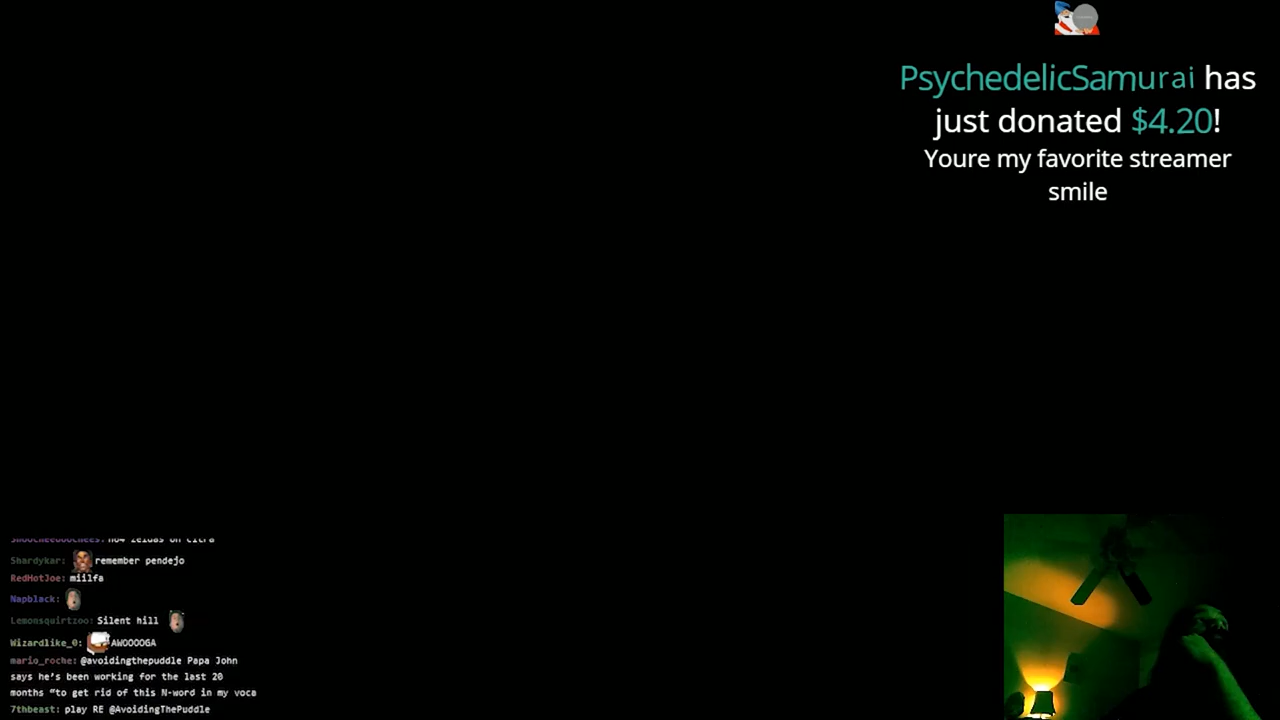 PsychedelicSamurai has
just donated $4.20!
Youre my favorite streamer
smile
Shardykar: remember pendejo
RedHotJoe: miilfa
Napblack:
Lemonsquirtzoo: Silent hill
Wizardlike_0: AWOOOOGA
mario_roche: @avoidingthepuddle Papa John
says he's been working for the last 20
months “to get rid of this N-word in my voca
7thbeast: play RE @AvoidingThePuddle